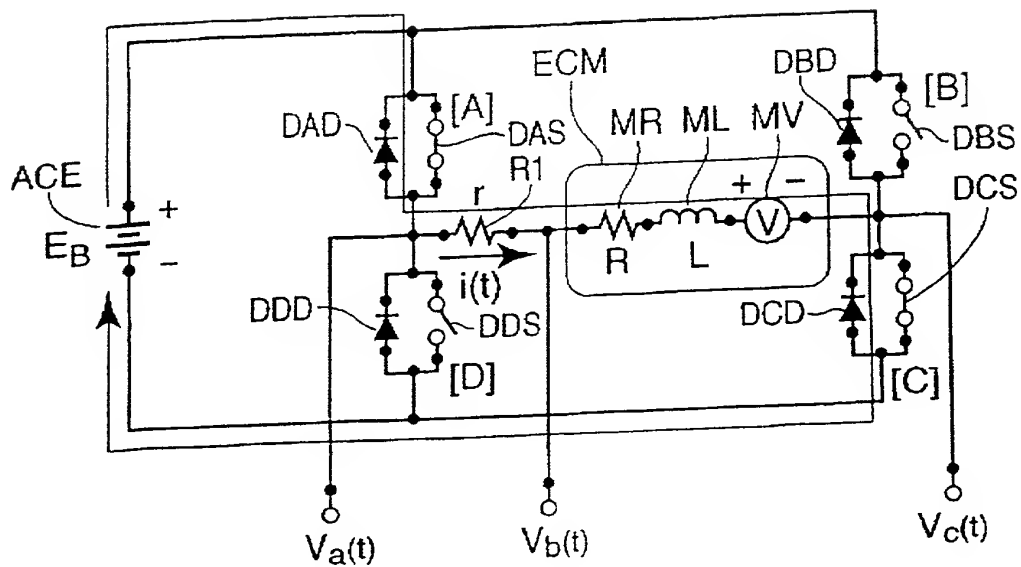 ECM
DBD
[A]
[B]
DAD
DAS
MR ML MV
DBS
R1
ACE
+
r
+ −
DCS
E_B
−
V
R
L
i(t)
DDD
DDS
DCD
[D]
[C]
V_a(t)
V_b(t)
V_c(t)